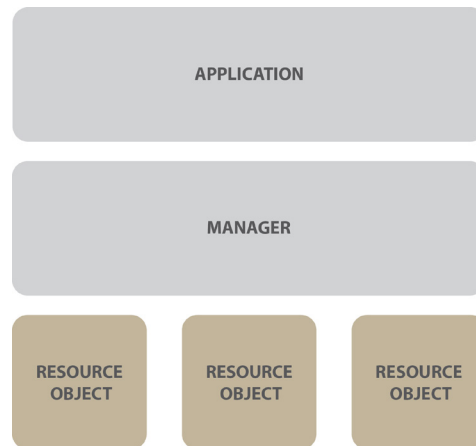 APPLICATION
MANAGER
RESOURCE
OBJECT
RESOURCE
OBJECT
RESOURCE
OBJECT